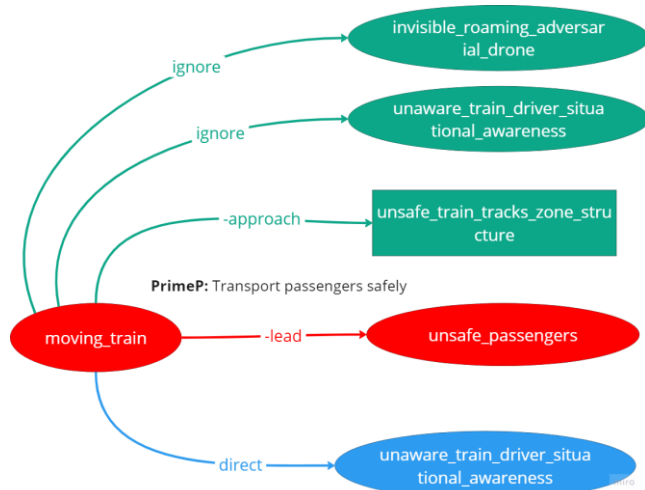 invisible_roaming_adversar
ial_drone
ignore
unaware_train_driver_situa
tional_awareness
ignore
-approach
unsafe_train_tracks_zone_stru
cture
PrimeP: Transport passengers safely
moving_train
-lead
unsafe_passengers
direct
unaware_train_driver_situa
tional_awareness
miro